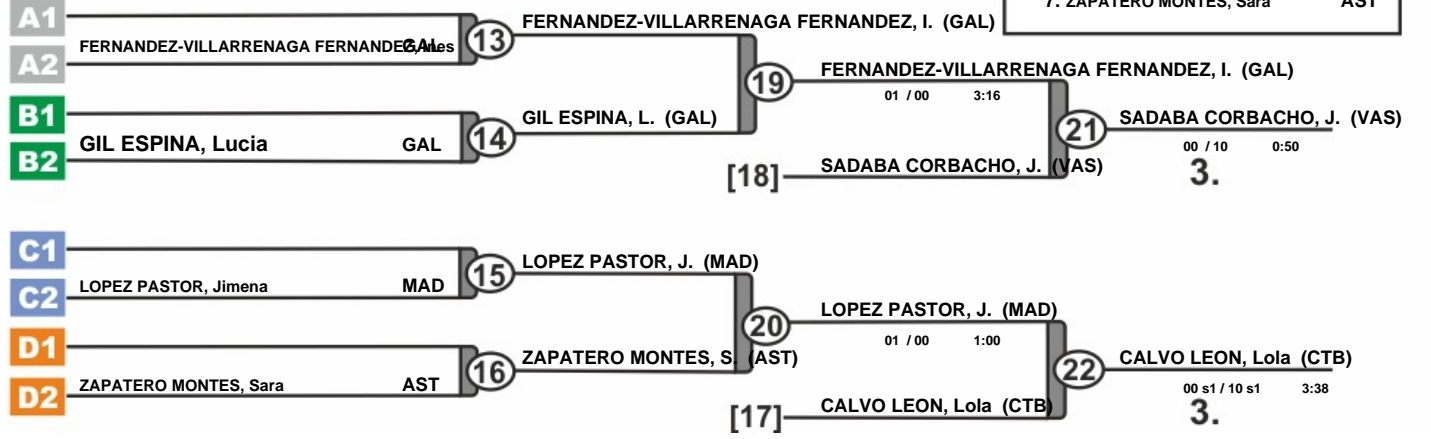 7. ZAPATERO MONTES, Sara AST
A1
FERNANDEZ-VILLARRENAGA FERNANDEZ, Ines GAL
A2
13
FERNANDEZ-VILLARRENAGA FERNANDEZ, I. (GAL)
B1
GIL ESPINA, Lucia GAL
B2
14
GIL ESPINA, L. (GAL)
19
FERNANDEZ-VILLARRENAGA FERNANDEZ, I. (GAL)
01 / 00 3:16
[18]
SADABA CORBACHO, J. (VAS)
21
SADABA CORBACHO, J. (VAS)
00 / 10 0:50
3.
C1
LOPEZ PASTOR, Jimena MAD
C2
15
LOPEZ PASTOR, J. (MAD)
D1
ZAPATERO MONTES, Sara AST
D2
16
ZAPATERO MONTES, S. (AST)
20
LOPEZ PASTOR, J. (MAD)
01 / 00 1:00
[17]
CALVO LEON, Lola (CTB)
22
CALVO LEON, Lola (CTB)
00 s1 / 10 s1 3:38
3.